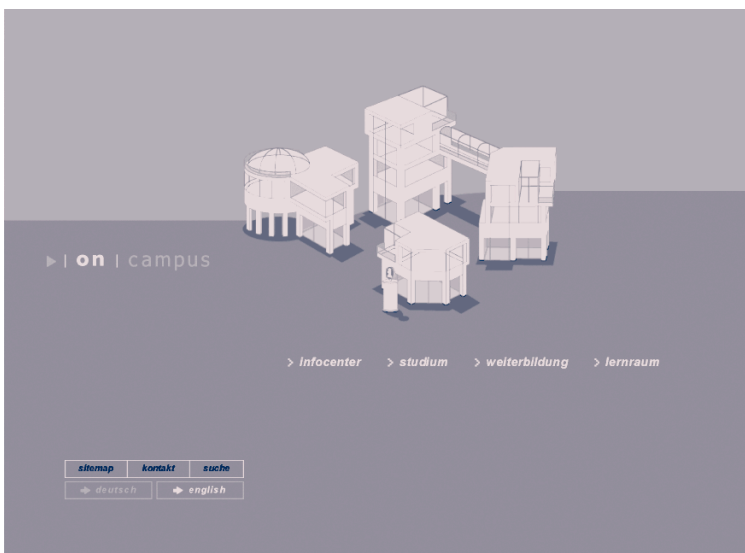 | on | campus
> infocenter > studium > weiterbildung > lernraum
sitemap kontakt suche
deutsch english